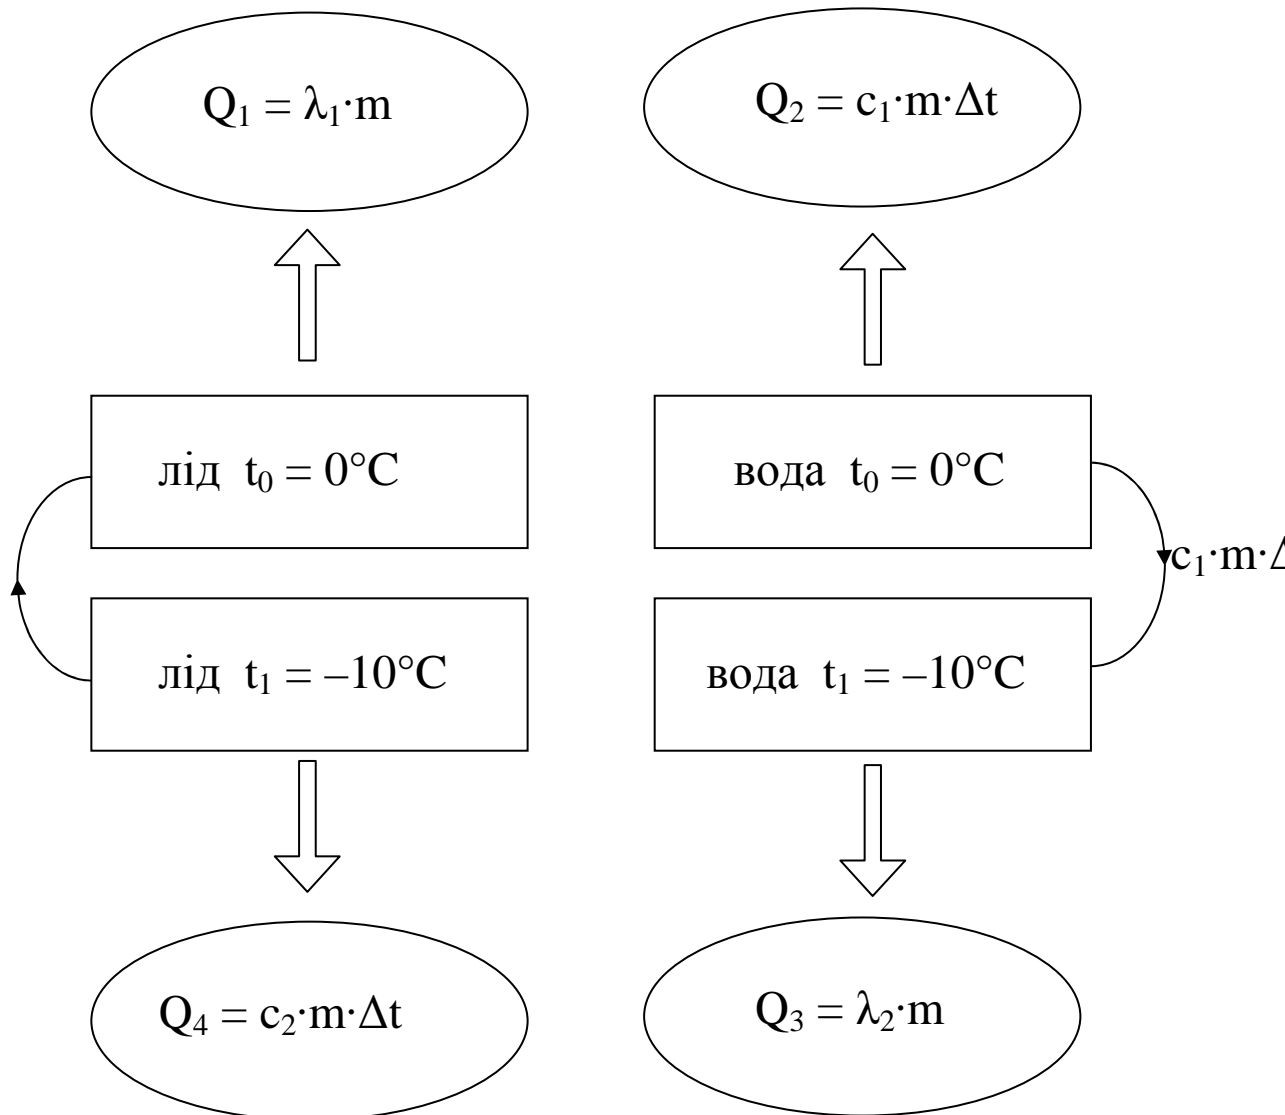 Q₁ = λ₁·m
Q₂ = c₁·m·Δt
лід t₀ = 0°C
вода t₀ = 0°C
c₁·m·Δ
лід t₁ = –10°C
вода t₁ = –10°C
Q₄ = c₂·m·Δt
Q₃ = λ₂·m